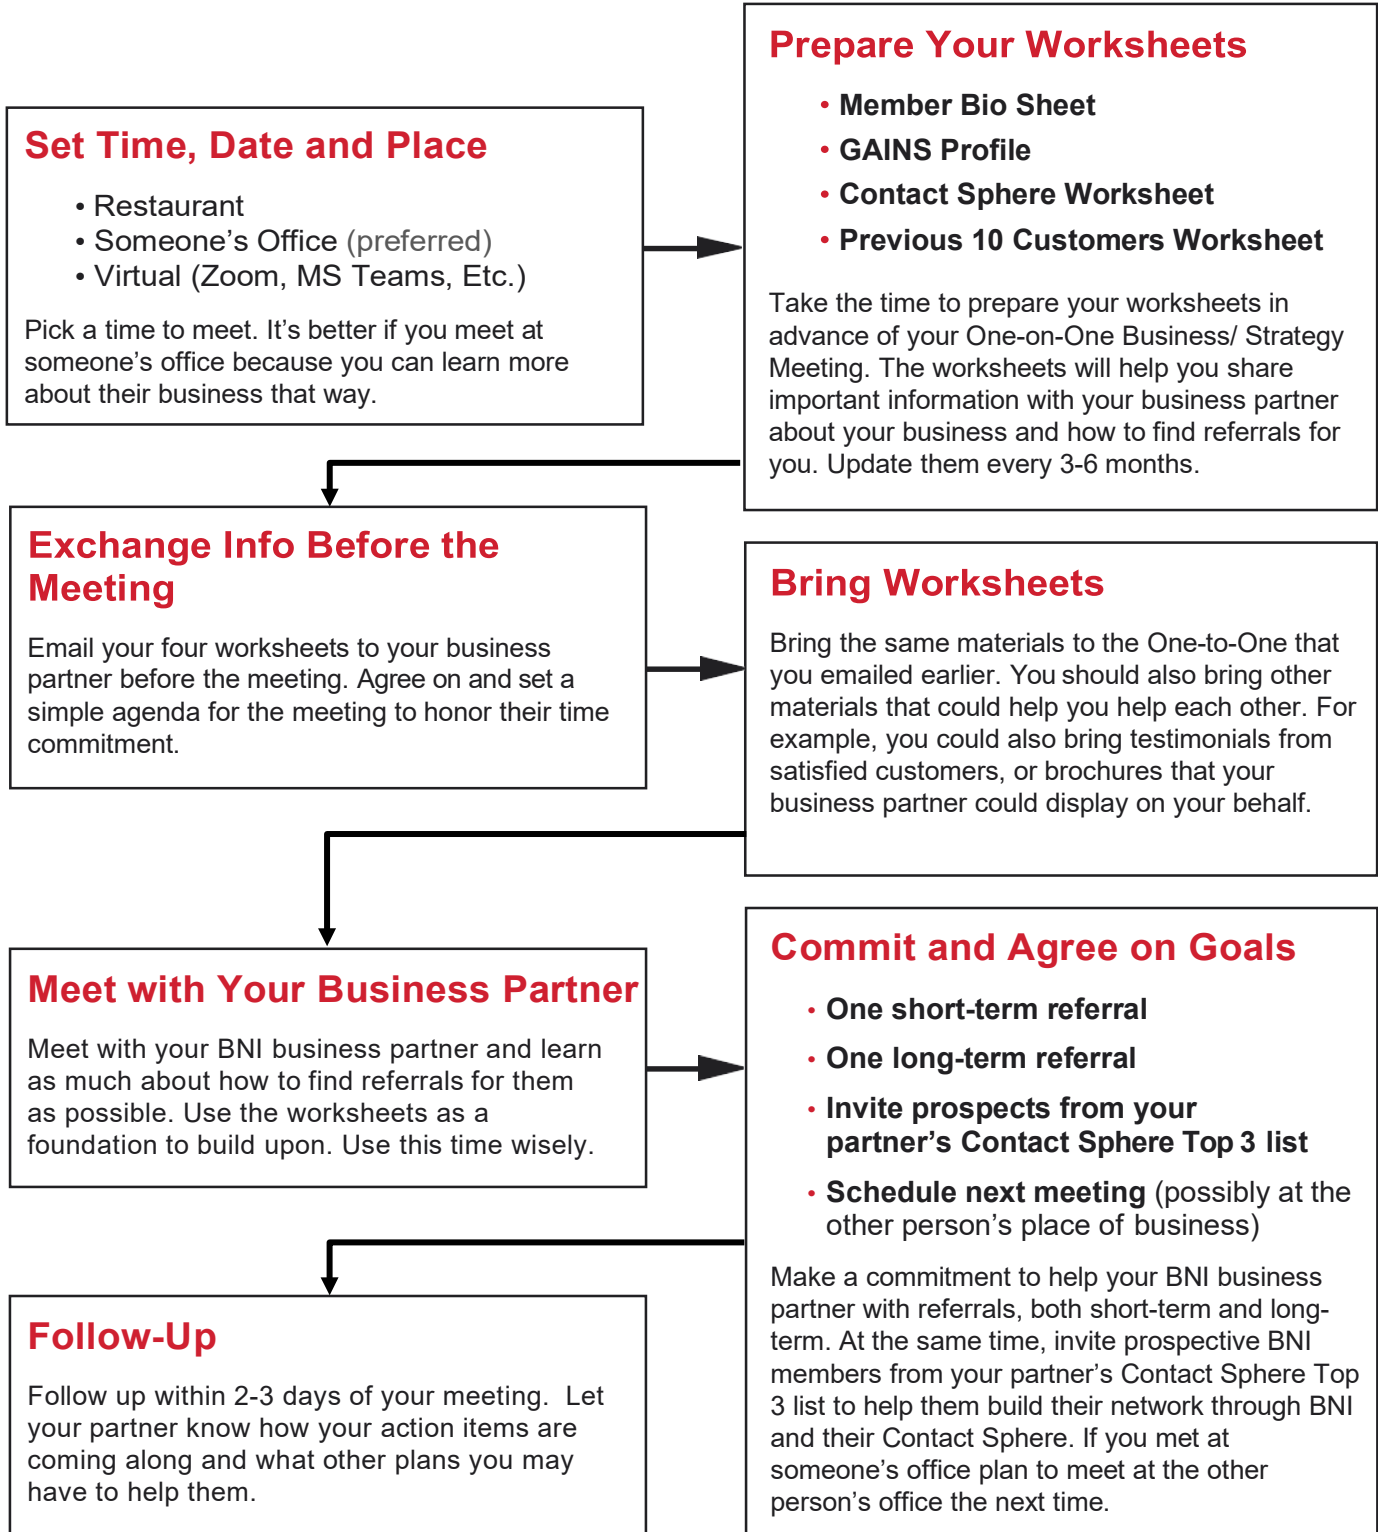 Set Time, Date and Place
• Restaurant
• Someone’s Office (preferred)
• Virtual (Zoom, MS Teams, Etc.)
Pick a time to meet. It’s better if you meet at
someone’s office because you can learn more
about their business that way.
Prepare Your Worksheets
• Member Bio Sheet
• GAINS Profile
• Contact Sphere Worksheet
• Previous 10 Customers Worksheet
Take the time to prepare your worksheets in
advance of your One-on-One Business/ Strategy
Meeting. The worksheets will help you share
important information with your business partner
about your business and how to find referrals for
you. Update them every 3-6 months.
Exchange Info Before the
Meeting
Email your four worksheets to your business
partner before the meeting. Agree on and set a
simple agenda for the meeting to honor their time
commitment.
Bring Worksheets
Bring the same materials to the One-to-One that
you emailed earlier. You should also bring other
materials that could help you help each other. For
example, you could also bring testimonials from
satisfied customers, or brochures that your
business partner could display on your behalf.
Meet with Your Business Partner
Meet with your BNI business partner and learn
as much about how to find referrals for them
as possible. Use the worksheets as a
foundation to build upon. Use this time wisely.
Commit and Agree on Goals
• One short-term referral
• One long-term referral
• Invite prospects from your
partner’s Contact Sphere Top 3 list
• Schedule next meeting (possibly at the
other person’s place of business)
Make a commitment to help your BNI business
partner with referrals, both short-term and long-
term. At the same time, invite prospective BNI
members from your partner’s Contact Sphere Top
3 list to help them build their network through BNI
and their Contact Sphere. If you met at
someone’s office plan to meet at the other
person’s office the next time.
Follow-Up
Follow up within 2-3 days of your meeting. Let
your partner know how your action items are
coming along and what other plans you may
have to help them.